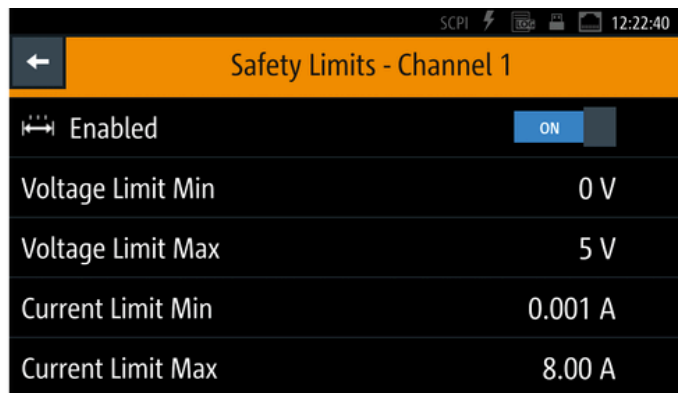 SCPI LOG 12:22:40
Safety Limits - Channel 1
Enabled ON
Voltage Limit Min 0 V
Voltage Limit Max 5 V
Current Limit Min 0.001 A
Current Limit Max 8.00 A